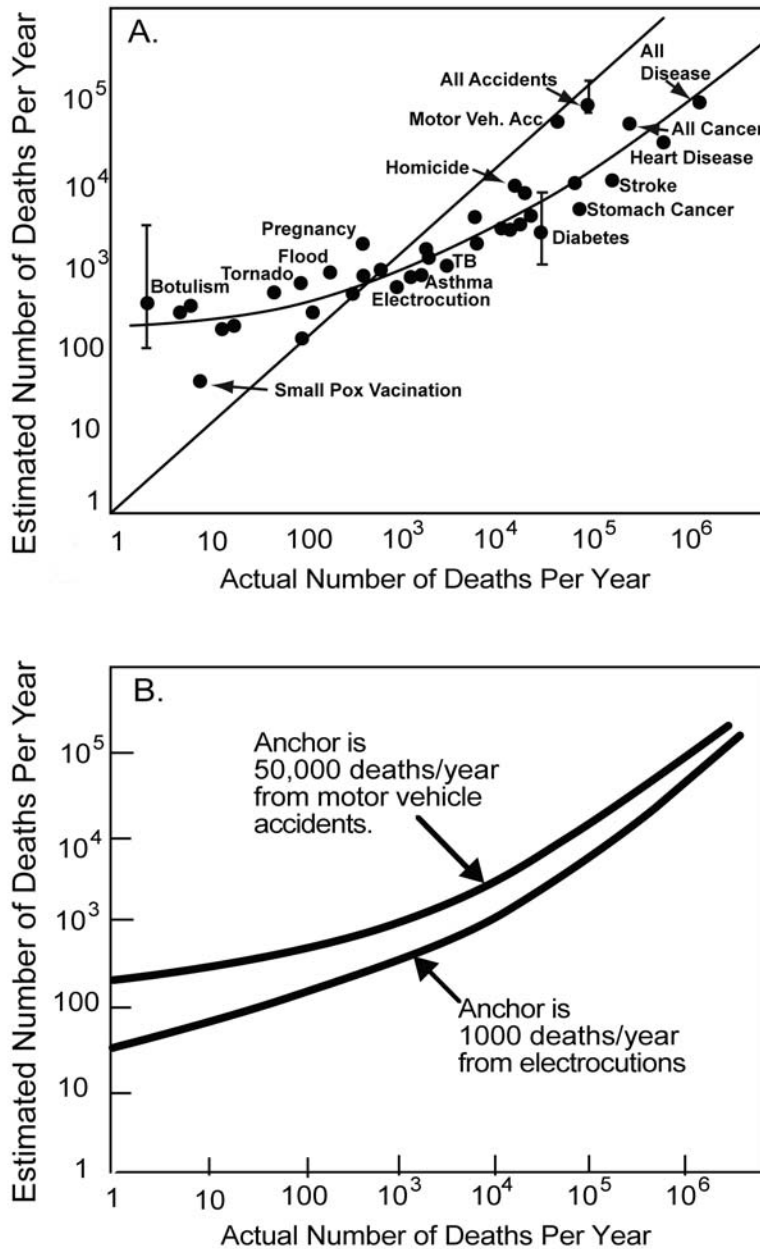 A.
Estimated Number of Deaths Per Year
10⁵
10⁴
10³
100
10
1
All
Disease
All Accidents
Motor Veh. Acc
All Cancer
Heart Disease
Homicide
Stroke
Stomach Cancer
Pregnancy
Diabetes
Flood
TB
Tornado
Asthma
Botulism
Electrocution
Small Pox Vacination
1 10 100 10³ 10⁴ 10⁵ 10⁶
Actual Number of Deaths Per Year
B.
Estimated Number of Deaths Per Year
10⁵
10⁴
10³
100
10
1
Anchor is
50,000 deaths/year
from motor vehicle
accidents.
Anchor is
1000 deaths/year
from electrocutions
1 10 100 10³ 10⁴ 10⁵ 10⁶
Actual Number of Deaths Per Year